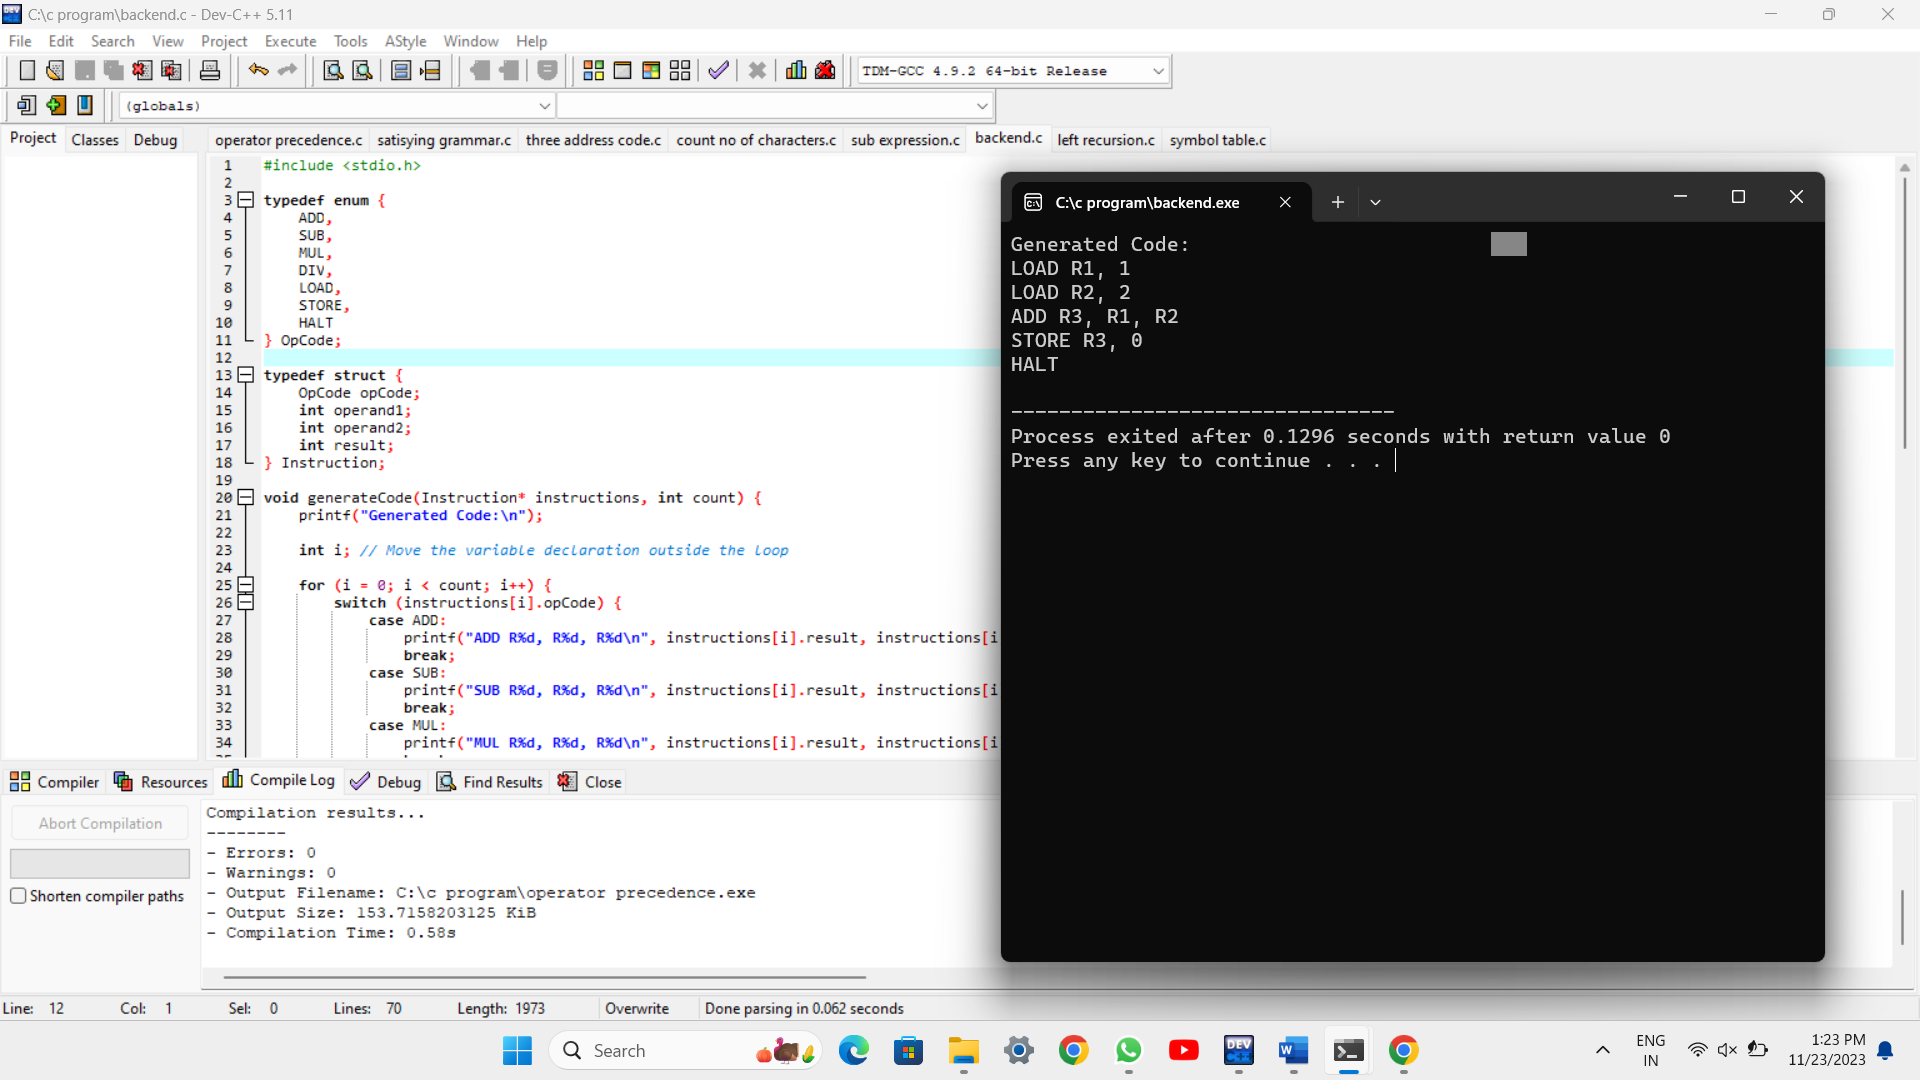 C:\c program\backend.c - Dev-C++ 5.11
File Edit Search View Project Execute Tools AStyle Window Help
TDM-GCC 4.9.2 64-bit Release
(globals)
Project Classes Debug
operator precedence.c satisying grammar.c three address code.c count no of characters.c sub expression.c backend.c left recursion.c symbol table.c
1 #include <stdio.h>
2
3 typedef enum {
4 ADD,
5 SUB,
6 MUL,
7 DIV,
8 LOAD,
9 STORE,
10 HALT
11 } OpCode;
12
13 typedef struct {
14 OpCode opCode;
15 int operand1;
16 int operand2;
17 int result;
18 } Instruction;
19
20 void generateCode(Instruction* instructions, int count) {
21 printf("Generated Code:\n");
22
23 int i; // Move the variable declaration outside the loop
24
25 for (i = 0; i < count; i++) {
26 switch (instructions[i].opCode) {
27 case ADD:
28 printf("ADD R%d, R%d, R%d\n", instructions[i].result, instructions[i
29 break;
30 case SUB:
31 printf("SUB R%d, R%d, R%d\n", instructions[i].result, instructions[i
32 break;
33 case MUL:
34 printf("MUL R%d, R%d, R%d\n", instructions[i].result, instructions[i
C:\c program\backend.exe
Generated Code:
LOAD R1, 1
LOAD R2, 2
ADD R3, R1, R2
STORE R3, 0
HALT
--------------------------------
Process exited after 0.1296 seconds with return value 0
Press any key to continue . . .
Compiler Resources Compile Log Debug Find Results Close
Abort Compilation
Shorten compiler paths
Compilation results...
--------
- Errors: 0
- Warnings: 0
- Output Filename: C:\c program\operator precedence.exe
- Output Size: 153.7158203125 KiB
- Compilation Time: 0.58s
Line: 12 Col: 1 Sel: 0 Lines: 70 Length: 1973 Overwrite Done parsing in 0.062 seconds
Search
DEV
W
ENG
IN
1:23 PM
11/23/2023